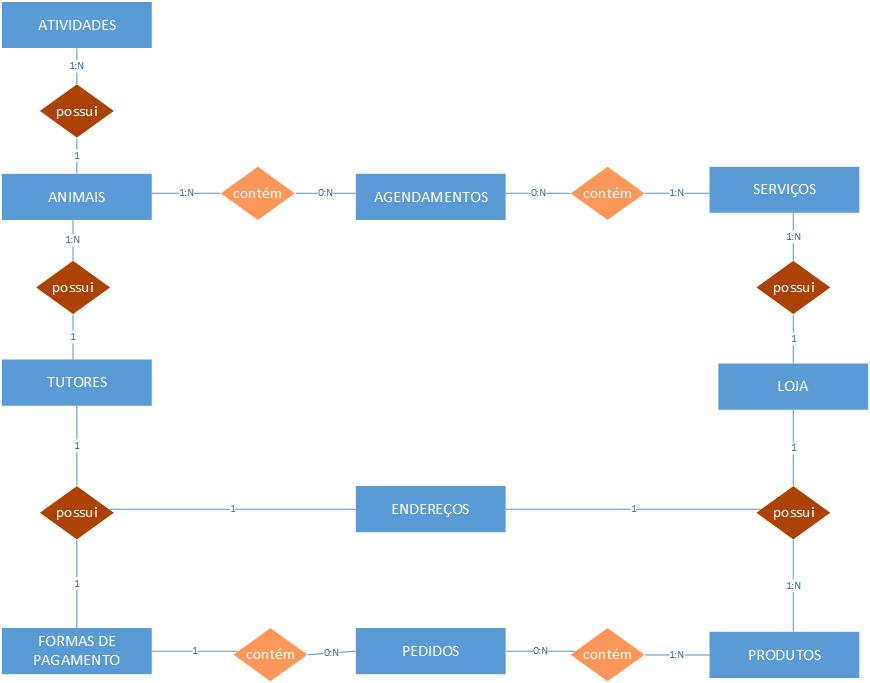 ATIVIDADES
1:N
possui
1
ANIMAIS
1:N
contém
0:N
AGENDAMENTOS
0:N
contém
1:N
SERVIÇOS
1:N
possui
1
1:N
possui
1
TUTORES
LOJA
1
1
possui
1
ENDEREÇOS
1
possui
1
1:N
FORMAS DE
PAGAMENTO
1
contém
0:N
PEDIDOS
0:N
contém
1:N
PRODUTOS